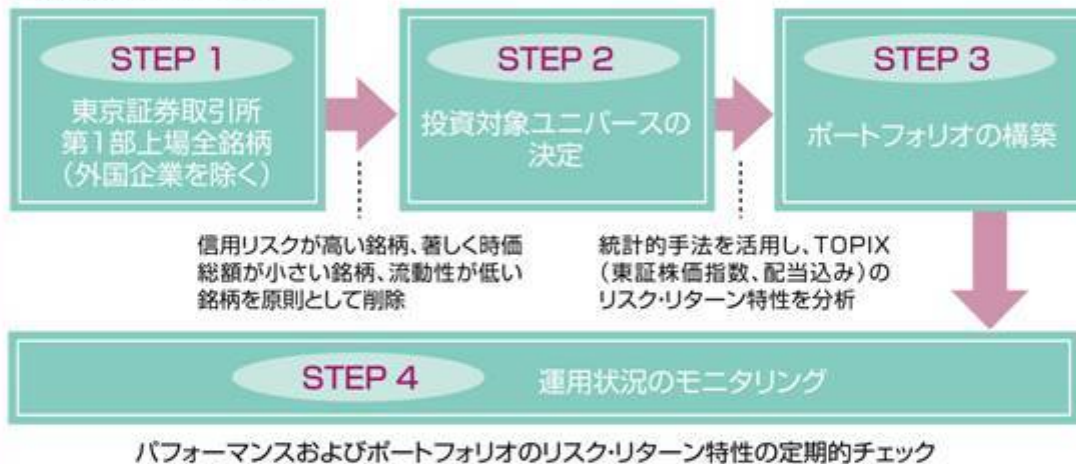 STEP 1
東京証券取引所
第1部上場全銘柄
(外国企業を除く)
STEP 2
投資対象ユニバースの
決定
STEP 3
ポートフォリオの構築
信用リスクが高い銘柄、著しく時価
総額が小さい銘柄、流動性が低い
銘柄を原則として削除
統計的手法を活用し、TOPIX
(東証株価指数、配当込み)の
リスク・リターン特性を分析
STEP 4
運用状況のモニタリング
パフォーマンスおよびポートフォリオのリスク・リターン特性の定期的チェック